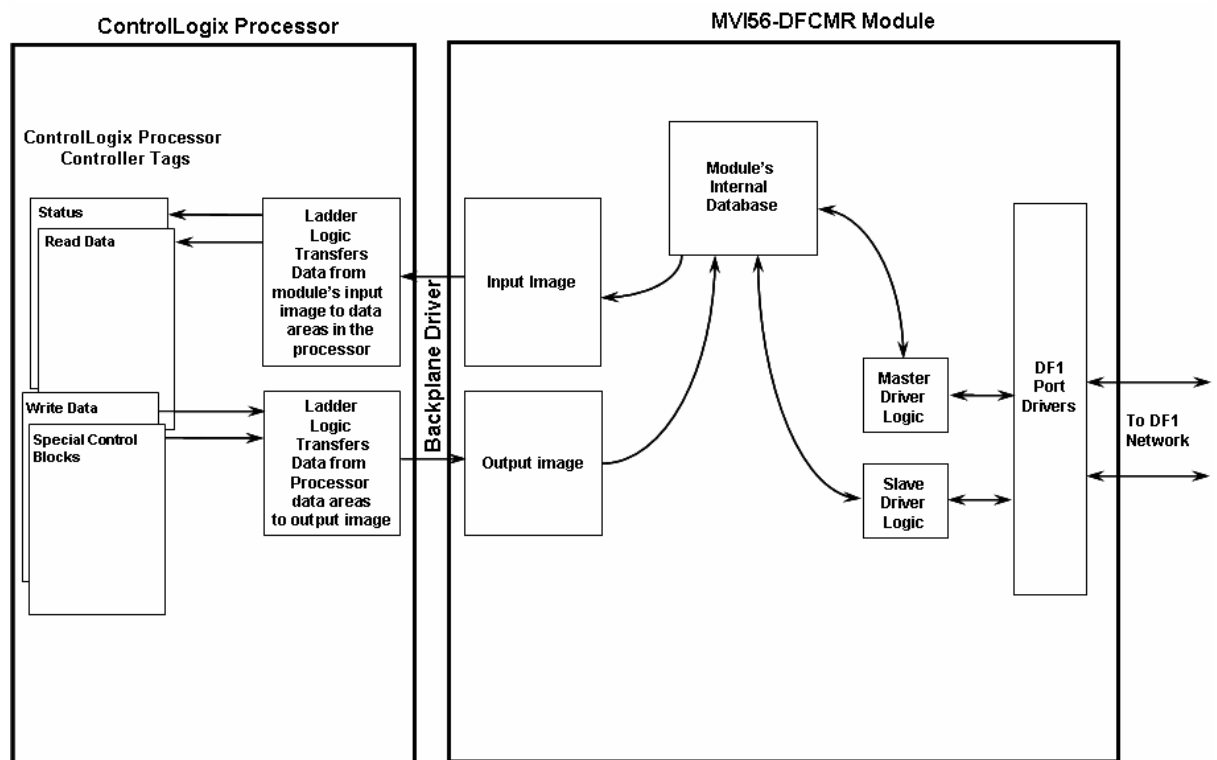 ControlLogix Processor
MVI56-DFCMR Module
ControlLogix Processor
Controller Tags
Status
Read Data
Write Data
Special Control
Blocks
Ladder
Logic
Transfers
Data from
module's input
image to data
areas in the
processor
Ladder
Logic
Transfers
Data from
Processor
data areas
to output image
Backplane Driver
Input Image
Output image
Module's
Internal
Database
Master
Driver
Logic
Slave
Driver
Logic
DF1
Port
Drivers
To DF1
Network